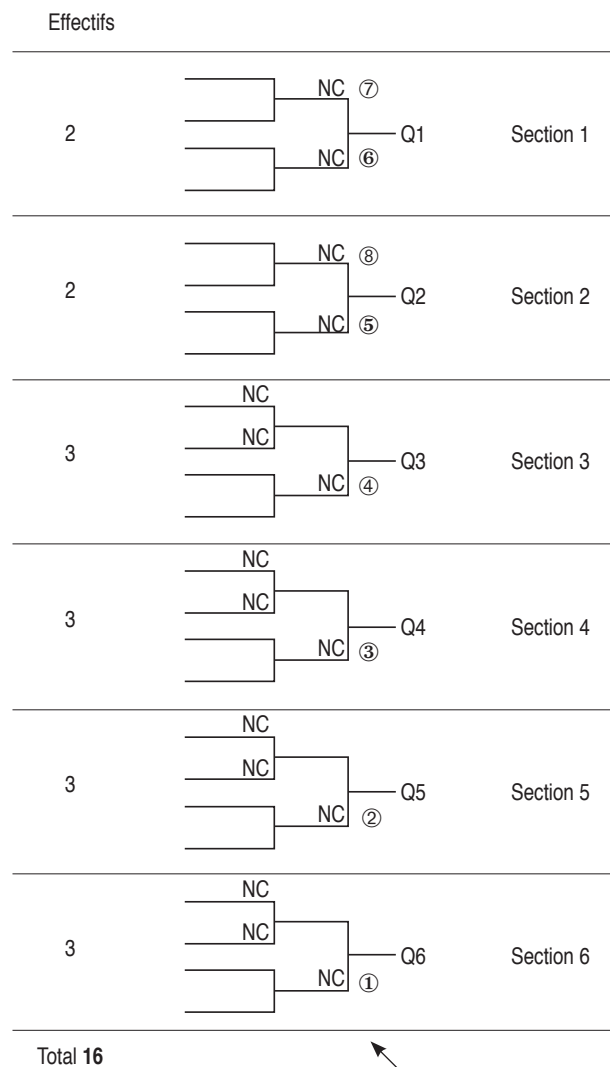 Effectifs
NC ⑦
2 Q1 Section 1
NC ⑥
NC ⑧
2 Q2 Section 2
NC ⑤
NC
NC
3 Q3 Section 3
NC ④
NC
NC
3 Q4 Section 4
NC ③
NC
NC
3 Q5 Section 5
NC ②
NC
NC
3 Q6 Section 6
NC ①
Total 16